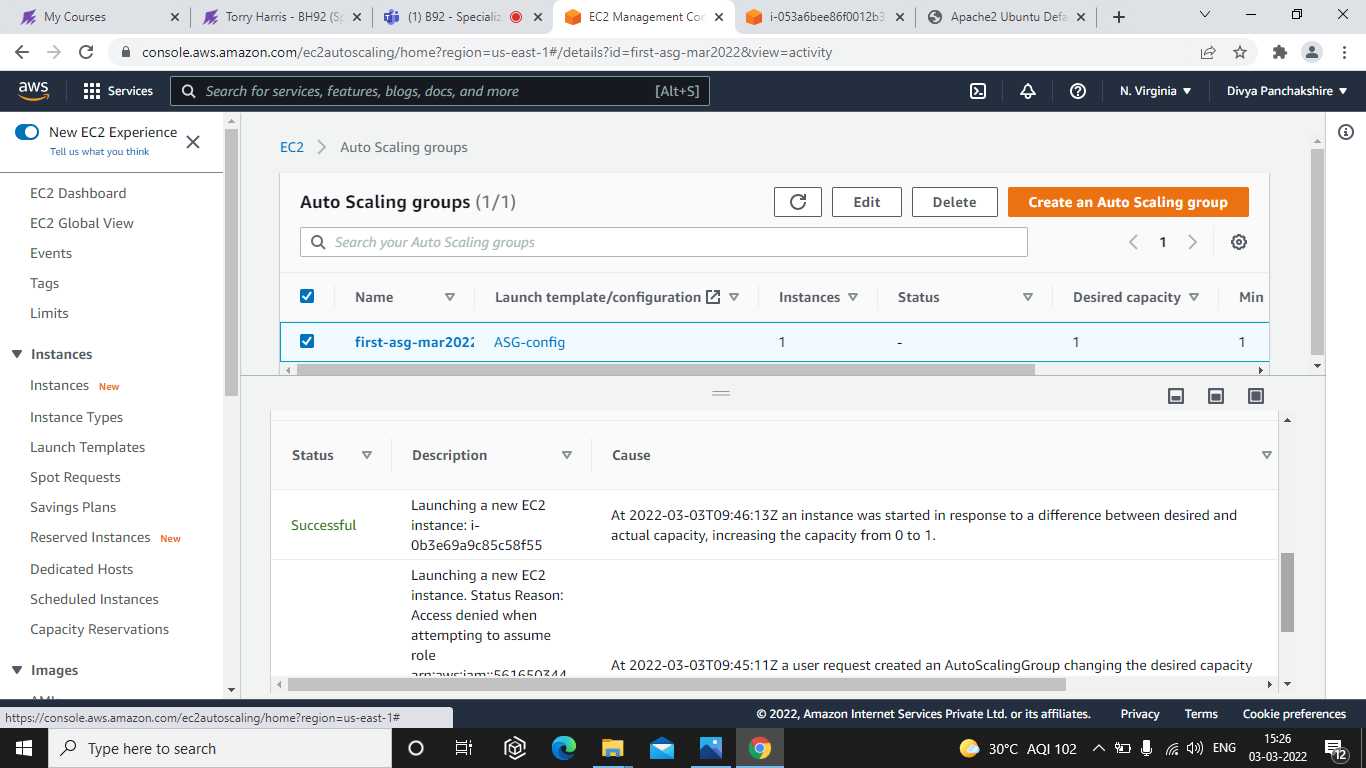 My Courses
Torry Harris - BH92 (Sp
(1) B92 - Specializ
EC2 Management Con
i-053a6bee86f0012b3
Apache2 Ubuntu Defa
console.aws.amazon.com/ec2autoscaling/home?region=us-east-1#/details?id=first-asg-mar2022&view=activity
aws
Services
Search for services, features, blogs, docs, and more
[Alt+S]
N. Virginia
Divya Panchakshire
New EC2 Experience
Tell us what you think
EC2 Dashboard
EC2 Global View
Events
Tags
Limits
Instances
Instances New
Instance Types
Launch Templates
Spot Requests
Savings Plans
Reserved Instances New
Dedicated Hosts
Scheduled Instances
Capacity Reservations
Images
EC2 > Auto Scaling groups
Auto Scaling groups (1/1)
Edit
Delete
Create an Auto Scaling group
Search your Auto Scaling groups
1
Name Launch template/configuration Instances Status Desired capacity Min
first-asg-mar2022 ASG-config 1 - 1 1
Status Description Cause
Successful
Launching a new EC2
instance: i-
0b3e69a9c85c58f55
At 2022-03-03T09:46:13Z an instance was started in response to a difference between desired and
actual capacity, increasing the capacity from 0 to 1.
Launching a new EC2
instance. Status Reason:
Access denied when
attempting to assume
role
arn:aws:iam::561650344
At 2022-03-03T09:45:11Z a user request created an AutoScalingGroup changing the desired capacity
https://console.aws.amazon.com/ec2autoscaling/home?region=us-east-1#
© 2022, Amazon Internet Services Private Ltd. or its affiliates.
Privacy
Terms
Cookie preferences
Type here to search
30°C AQI 102
ENG
15:26
03-03-2022
12